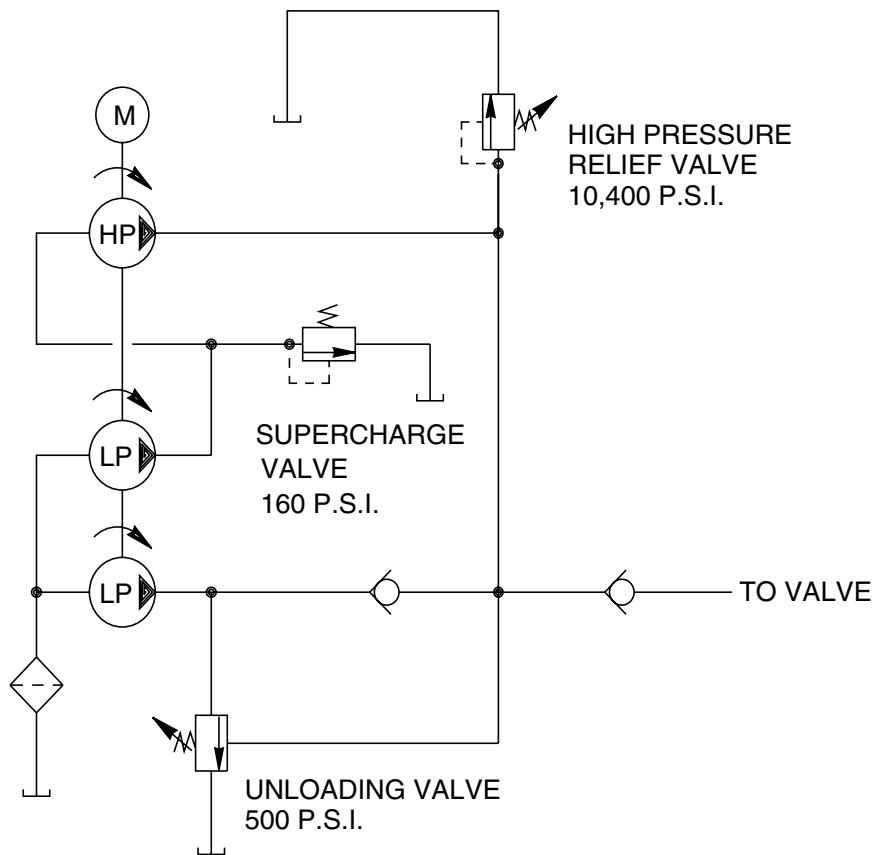 M
HIGH PRESSURE
RELIEF VALVE
10,400 P.S.I.
HP
SUPERCHARGE
VALVE
160 P.S.I.
LP
LP
TO VALVE
UNLOADING VALVE
500 P.S.I.